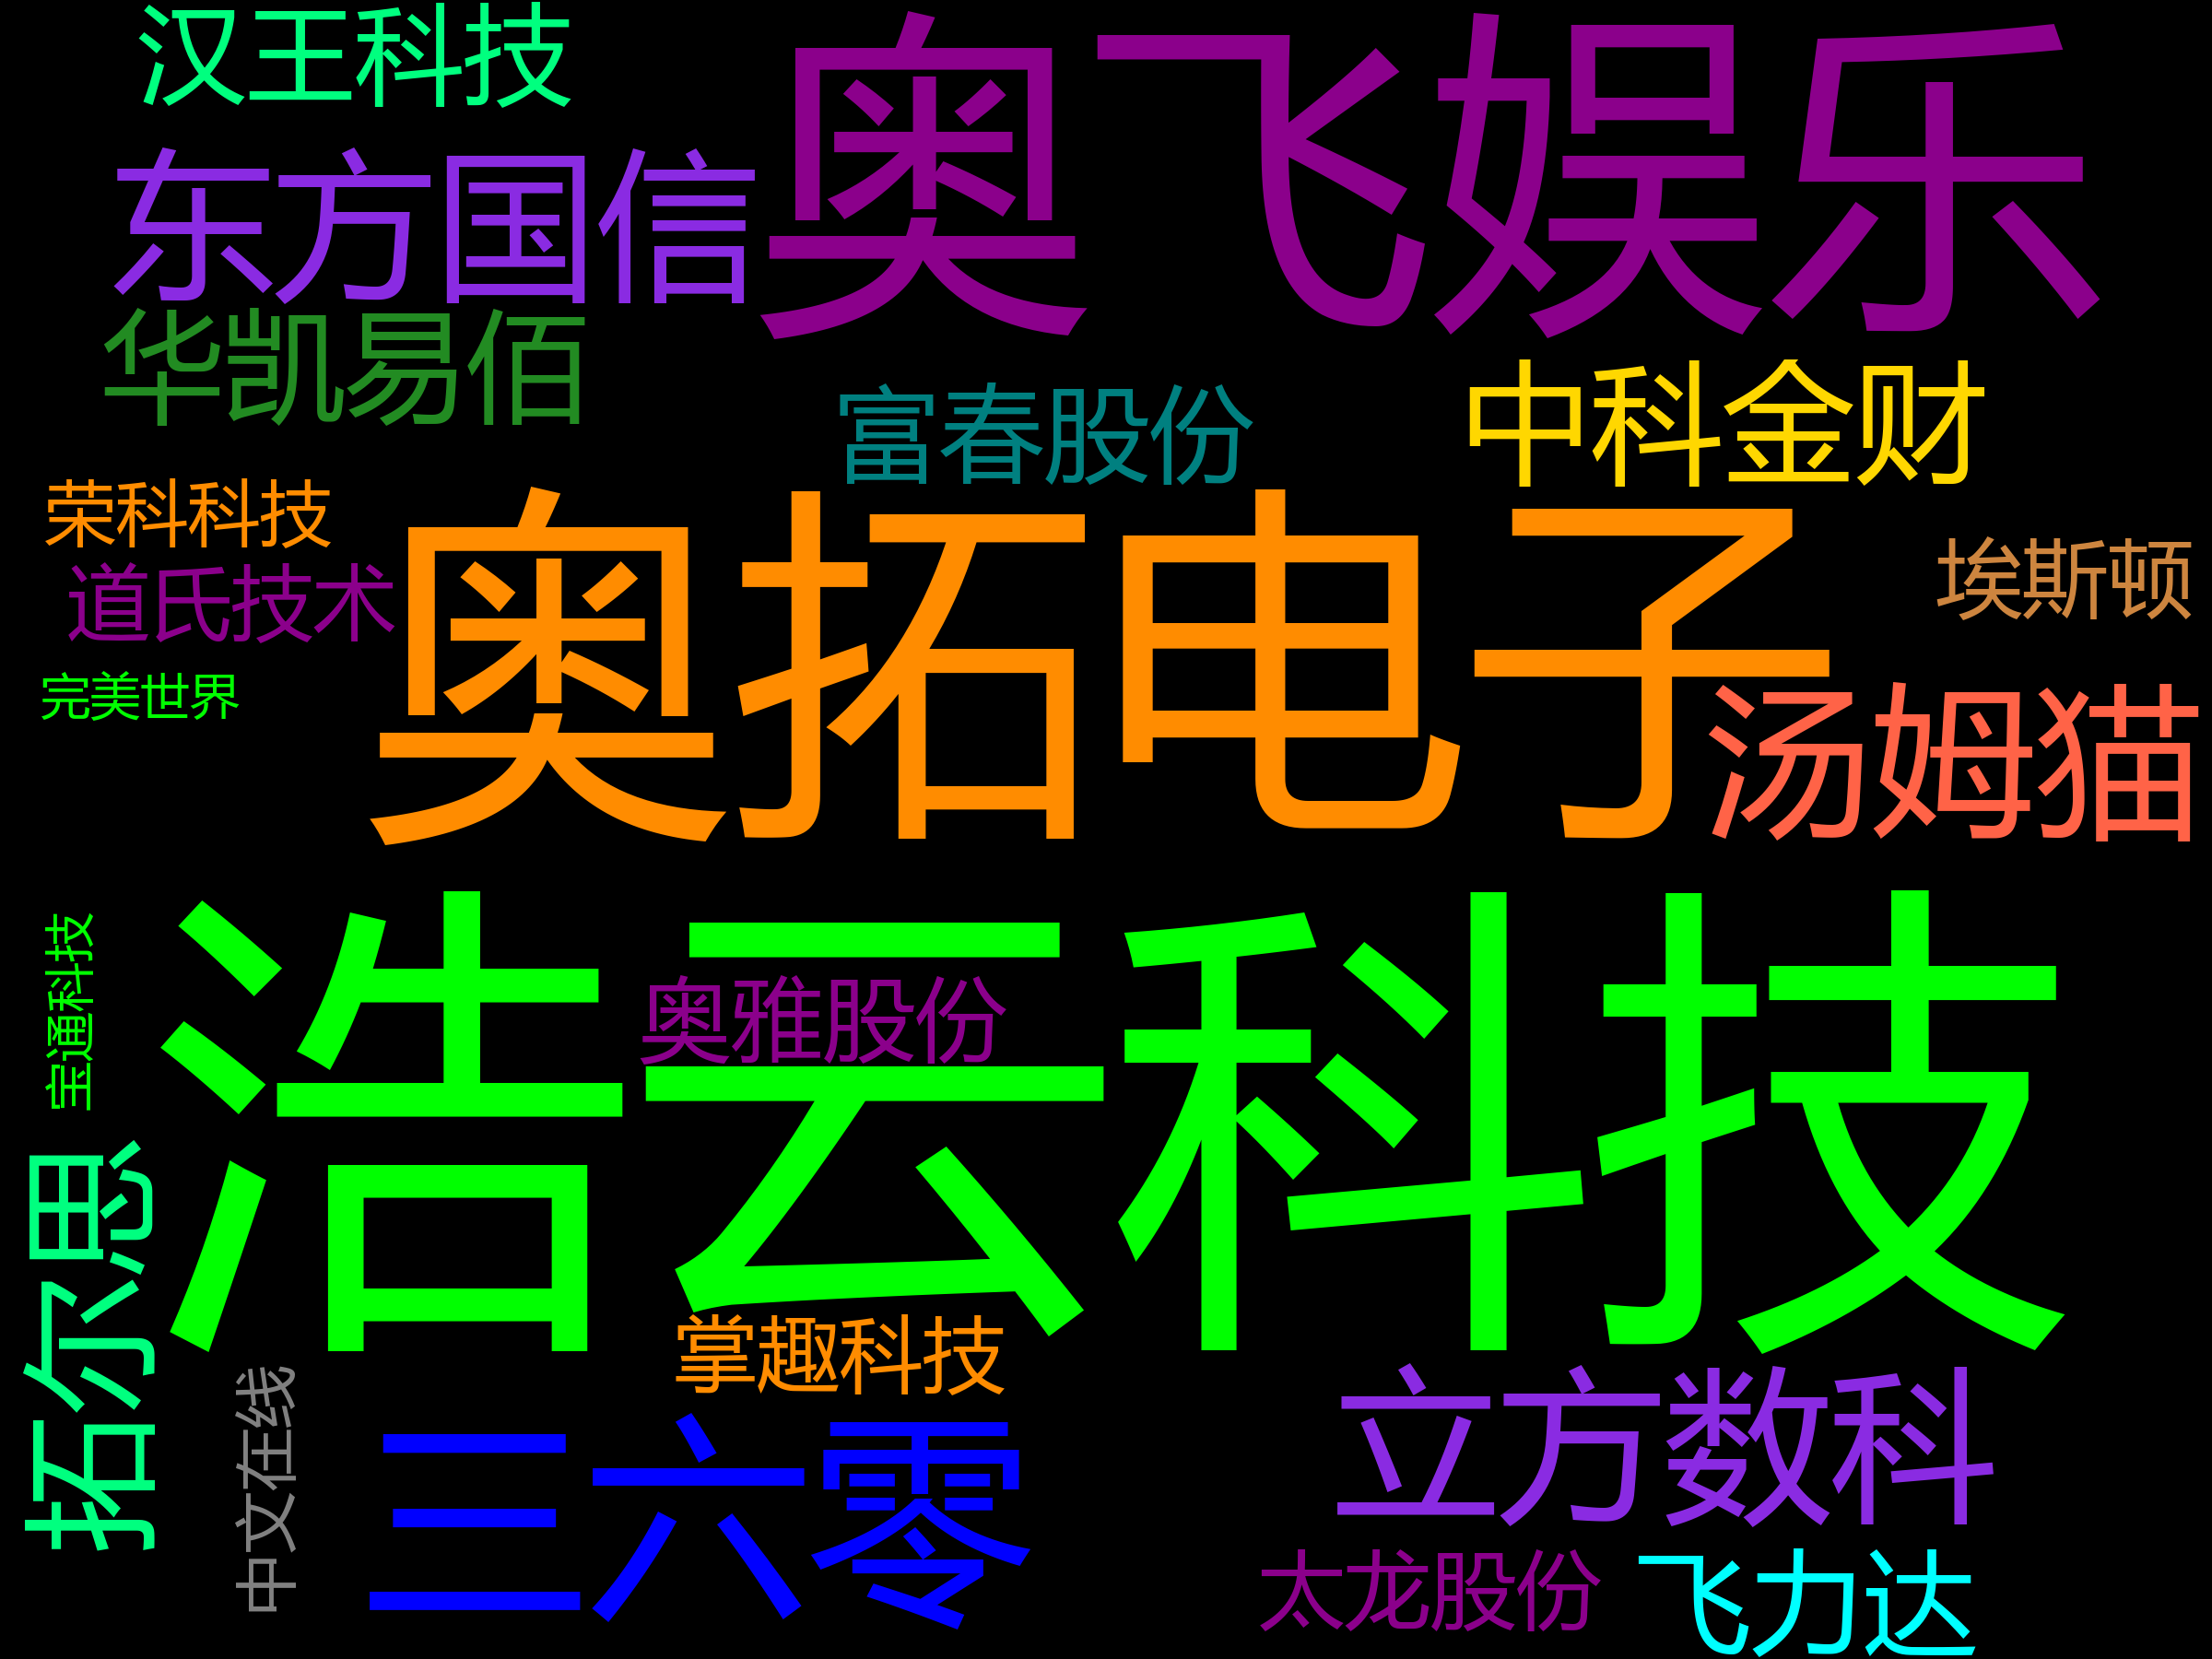 汉王科技
奥飞娱乐
东方国信
华凯易佰
富春股份
中科金财
荣科科技
奥拓电子
埃斯顿
道氏技术
完美世界
汤姆猫
浩云科技
宝通科技
奥雅股份
拓尔思
掌趣科技
中文在线
三六零
立方数科
太龙股份
飞力达